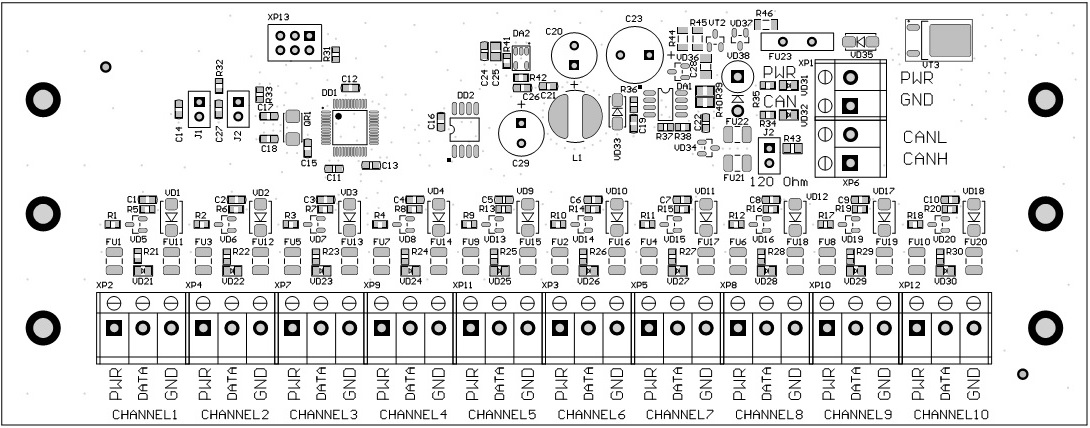 XP13
R31
C12
DD1
R32
R33
C17
C18
QR1
C14
J1
C27
J2
C15
C11
C13
DA2
R41
C24
C25
R42
C26
C20
C21
C23
DD2
C16
C29
L1
R36
C19
VD33
R44
R45
VT2
VD37
R46
VD36
C28
DA1
R39
R40
R37
R38
C22
VD34
VD38
R35
FU22
FU21
FU23
VD35
VT3
XP1
PWR
VD31
CAN
VD32
R34
J2
R43
120 Ohm
XP6
PWR
GND
CANL
CANH
C1 VD1 C2 VD2 C3 VD3 C4 VD4 C5 VD9 C6 VD10 C7 VD11 C8 VD12 C9 VD17 C10 VD18
R1 R5 R2 R6 R3 R7 R4 R8 R9 R13 R10 R14 R11 R15 R12 R16 R17 R19 R18 R20
VD5 VD6 VD7 VD8 VD13 VD14 VD15 VD16 VD19 VD20
FU1 FU11 FU3 FU12 FU5 FU13 FU7 FU14 FU9 FU15 FU2 FU16 FU4 FU17 FU6 FU18 FU8 FU19 FU10 FU20
R21 R22 R23 R24 R25 R26 R27 R28 R29 R30
VD21 VD22 VD23 VD24 VD25 VD26 VD27 VD28 VD29 VD30
XP2 XP4 XP7 XP9 XP11 XP3 XP5 XP8 XP10 XP12
PWR DATA GND PWR DATA GND PWR DATA GND PWR DATA GND PWR DATA GND PWR DATA GND PWR DATA GND PWR DATA GND PWR DATA GND PWR DATA GND
CHANNEL1 CHANNEL2 CHANNEL3 CHANNEL4 CHANNEL5 CHANNEL6 CHANNEL7 CHANNEL8 CHANNEL9 CHANNEL10